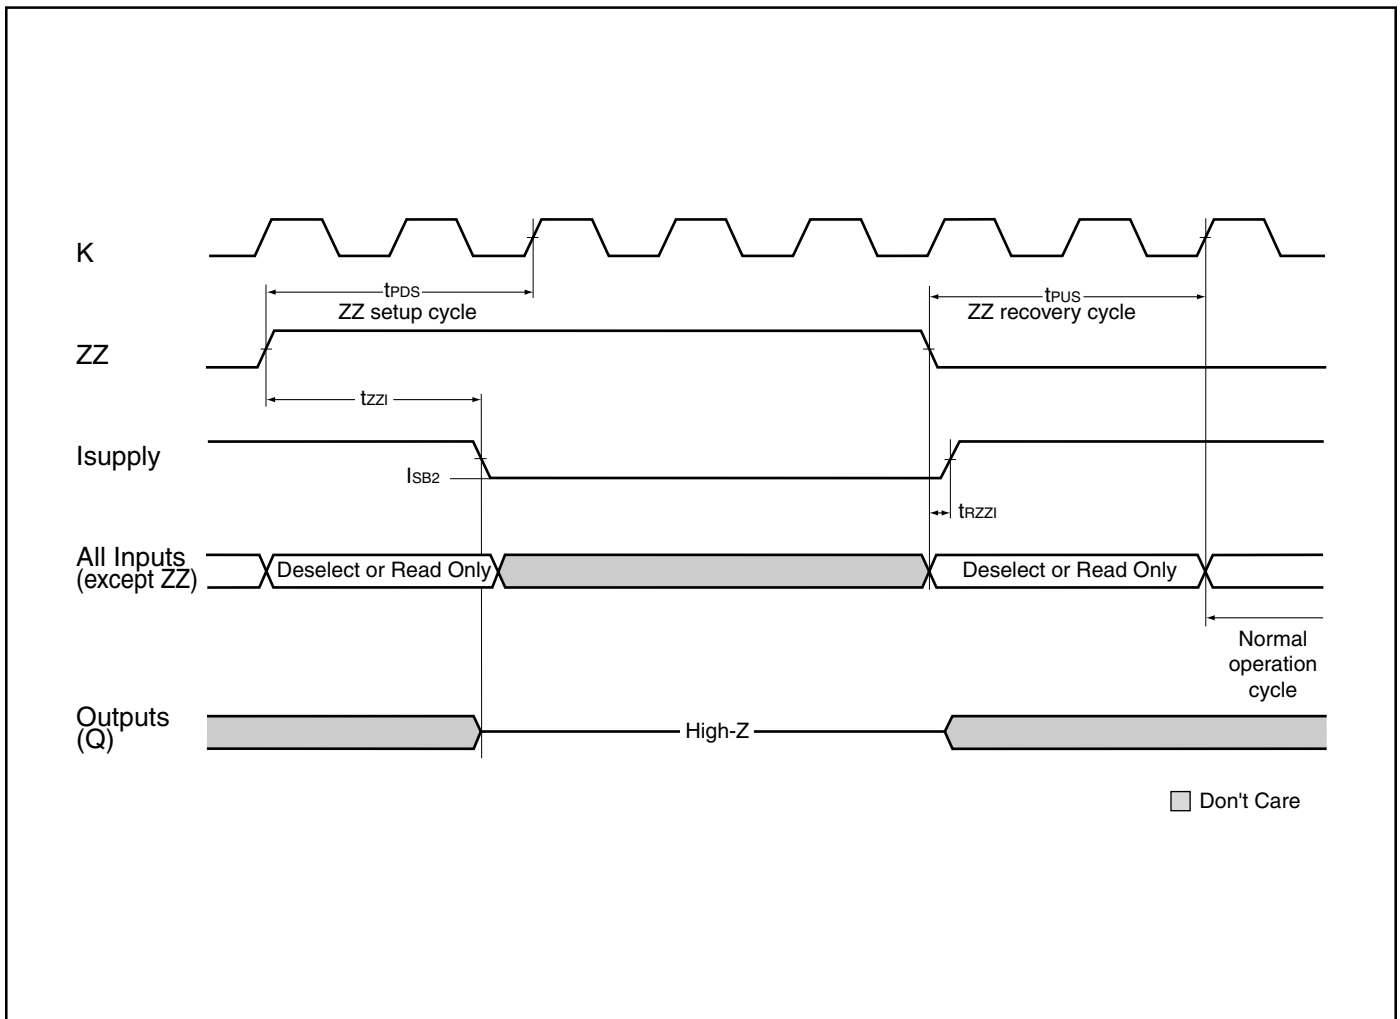 K
tPDS
ZZ setup cycle
tPUS
ZZ recovery cycle
ZZ
tZZI
Isupply
ISB2
tRZZI
All Inputs
(except ZZ)
Deselect or Read Only
Deselect or Read Only
Normal
operation
cycle
Outputs
(Q)
High-Z
Don't Care